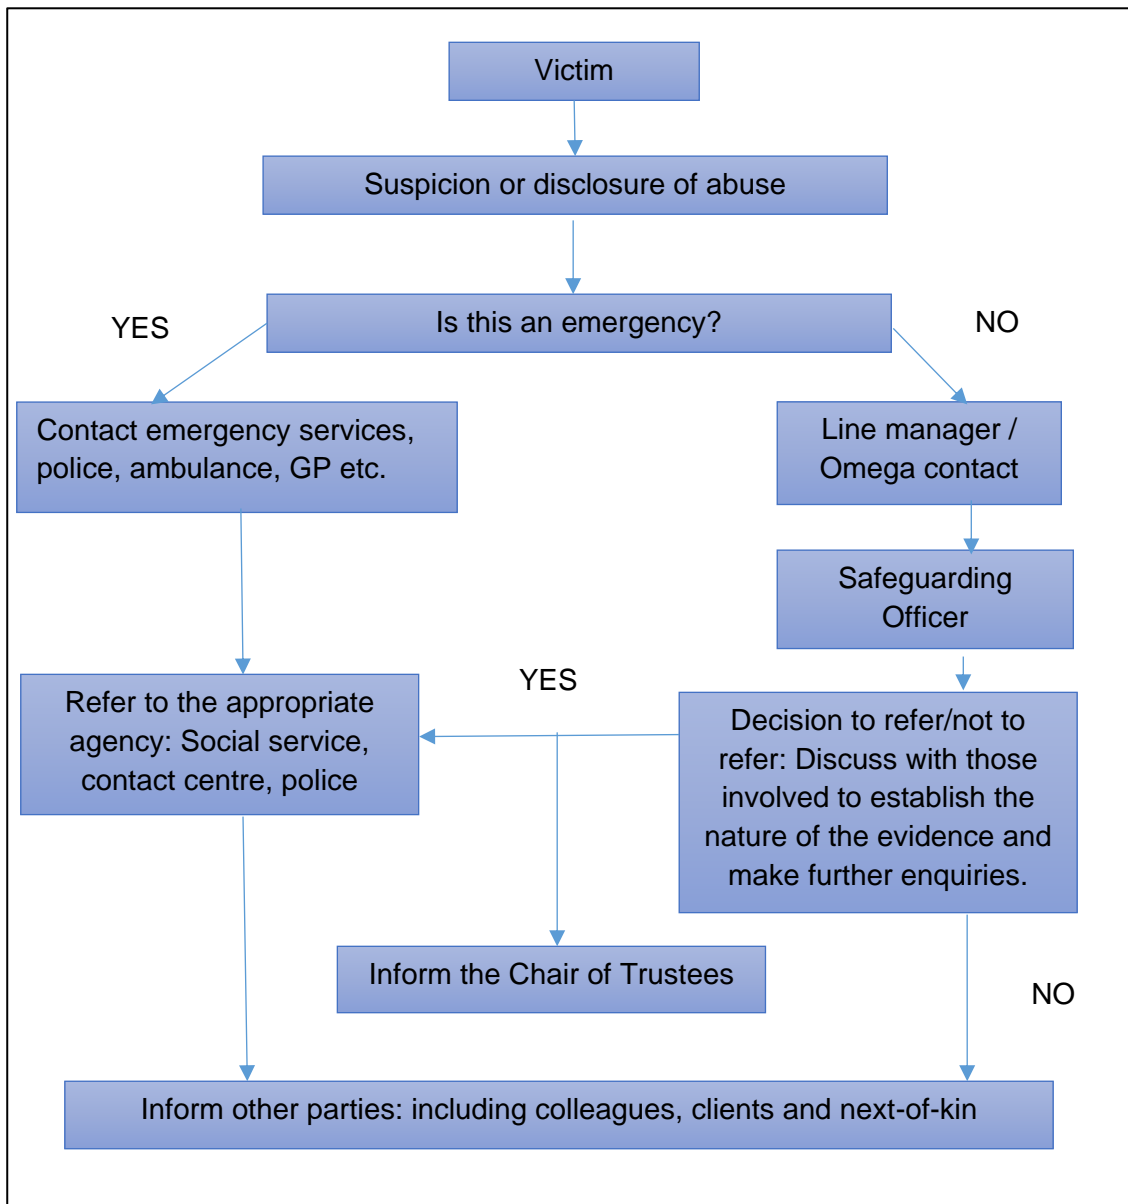 Victim
Suspicion or disclosure of abuse
Is this an emergency?
YES
NO
Contact emergency services,
police, ambulance, GP etc.
Line manager /
Omega contact
Safeguarding
Officer
YES
Refer to the appropriate
agency: Social service,
contact centre, police
Decision to refer/not to
refer: Discuss with those
involved to establish the
nature of the evidence and
make further enquiries.
Inform the Chair of Trustees
NO
Inform other parties: including colleagues, clients and next-of-kin